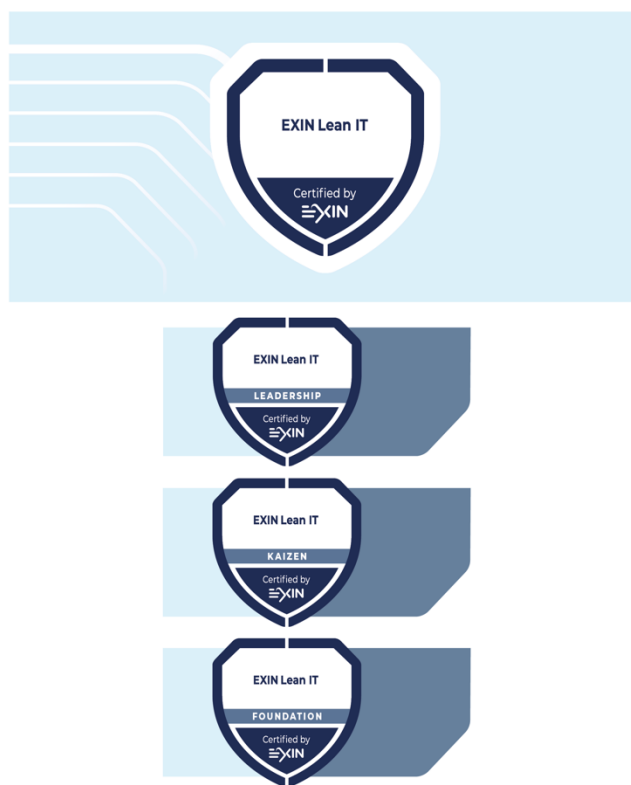 EXIN Lean IT
Certified by
EXIN
EXIN Lean IT
LEADERSHIP
Certified by
EXIN
EXIN Lean IT
KAIZEN
Certified by
EXIN
EXIN Lean IT
FOUNDATION
Certified by
EXIN